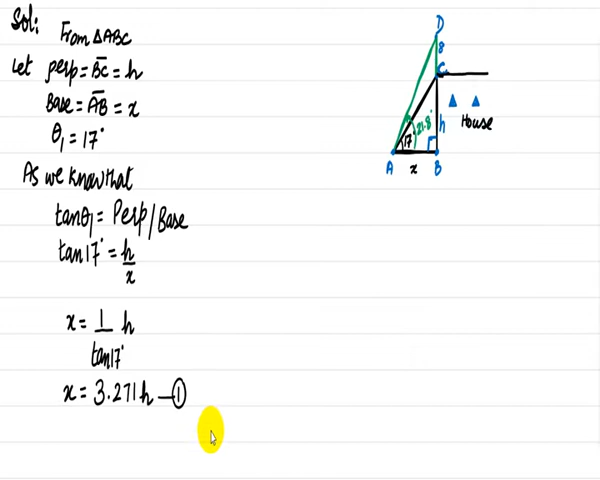 Sol:
From △ABC
Let perp = B̅C̅ = h
Base = A̅B̅ = x
θ₁ = 17°
As we know that
tanθ₁ = Perp/Base
tan17° = h/x
x = 1/tan17° h
x = 3.271h —①
D
8
C
21.8°
17°
h
House
A
x
B